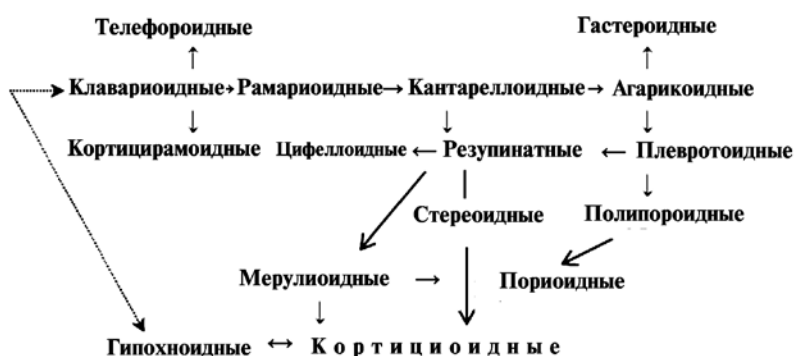 Телефороидные Гастероидные
Клавариоидные Рамариоидные Кантареллоидные Агарикоидные
Кортицирамоидные Цифеллоидные Резупинатные Плевротоидные
Стереоидные Полипороидные
Мерулиоидные Пориоидные
Гипохноидные Кортициоидные